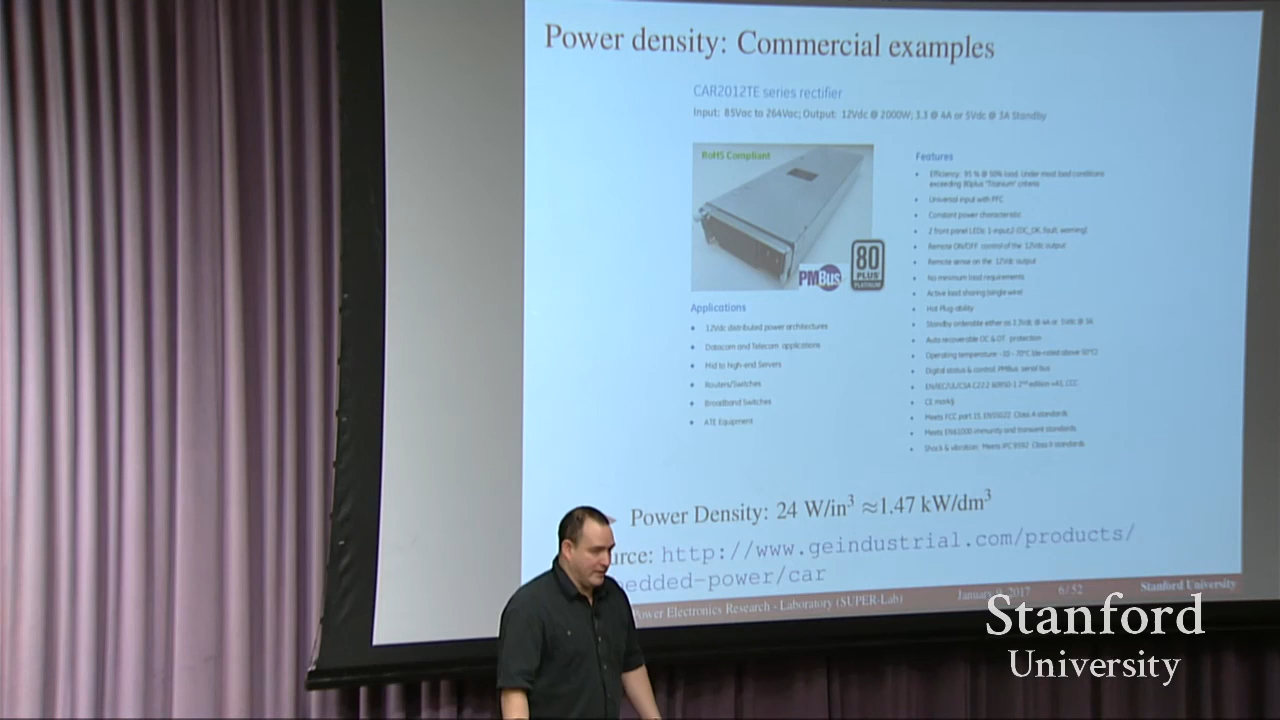 Power density: Commercial examples
CAR2012TE series rectifier
Input: 85Vac to 264Vac; Output: 12Vdc @ 2000W; 3.3 @ 4A or 5Vdc @ 3A Standby
RoHS Compliant
PMBus
80
PLUS
PLATINUM
Applications
12Vdc distributed power architectures
Datacom and Telecom applications
Mid to high-end Servers
Routers/Switches
Broadband Switches
ATE Equipment
Features
Efficiency: 95 % @ 50% load. Under most load conditions
exceeding 80plus "Titanium" criteria
Universal input with PFC
Constant power characteristic
2 front panel LEDs: 1-input;2-[DC_OK, fault, warning]
Remote ON/OFF control of the 12Vdc output
Remote sense on the 12Vdc output
No minimum load requirements
Active load sharing (single wire)
Hot Plug-ability
Standby orderable either as 3.3Vdc @ 4A or 5Vdc @ 3A
Auto recoverable OC & OT protection
Operating temperature: -10 - 70°C (de-rated above 50°C)
Digital status & control: PMBus serial bus
EN/IEC/UL/CSA C22.2 60950-1 2nd edition +A1, CCC
CE mark§
Meets FCC part 15, EN55022 Class A standards
Meets EN61000 immunity and transient standards
Shock & vibration: Meets IPC 9592 Class II standards
Power Density: 24 W/in³ ≈1.47 kW/dm³
urce: http://www.geindustrial.com/products/
edded-power/car
Power Electronics Research - Laboratory (SUPER-Lab)
2017
6/52
Stanford University
Stanford
University